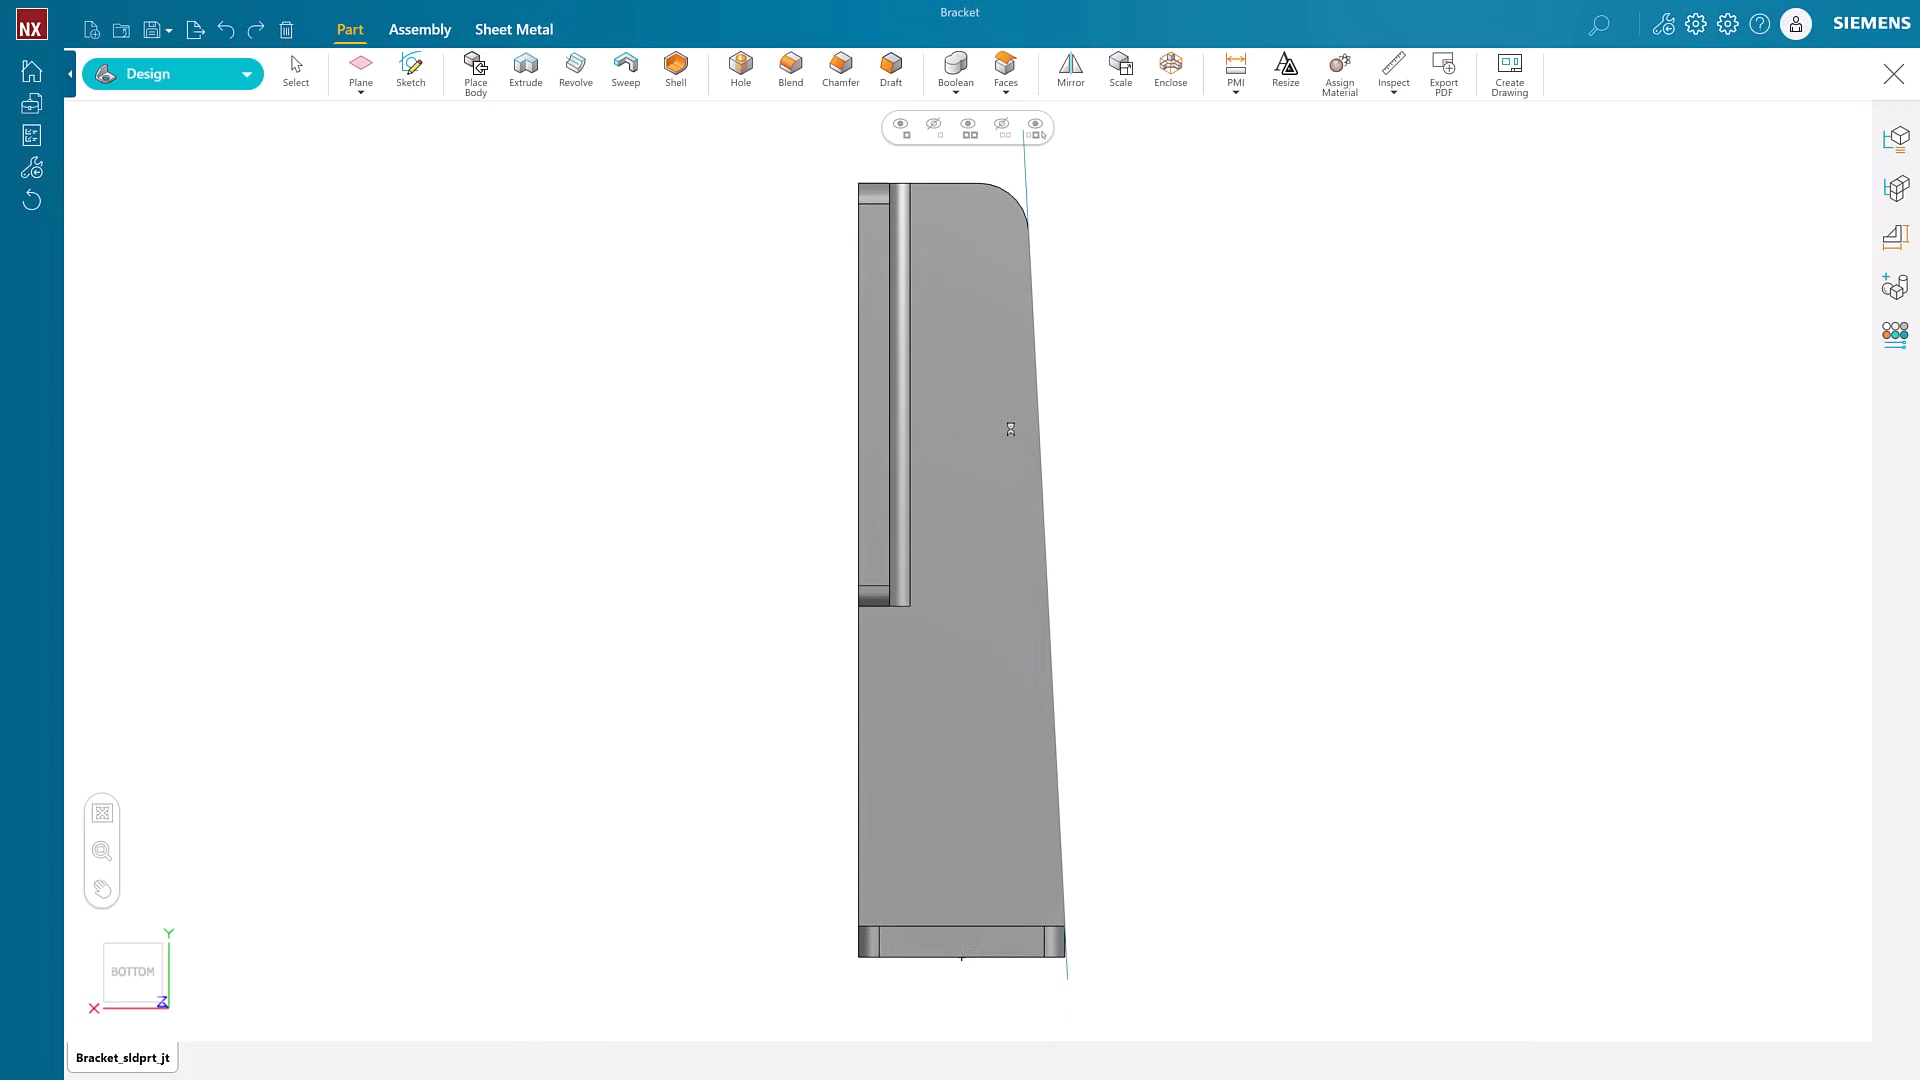 Bracket
NX
Part
Assembly
Sheet Metal
SIEMENS
Design
Select
Plane
Sketch
Place
Body
Extrude
Revolve
Sweep
Shell
Hole
Blend
Chamfer
Draft
Boolean
Faces
Mirror
Scale
Enclose
PMI
Resize
Assign
Material
Inspect
Export
PDF
Create
Drawing
Y
BOTTOM
X
Z
Bracket_sldprt_jt